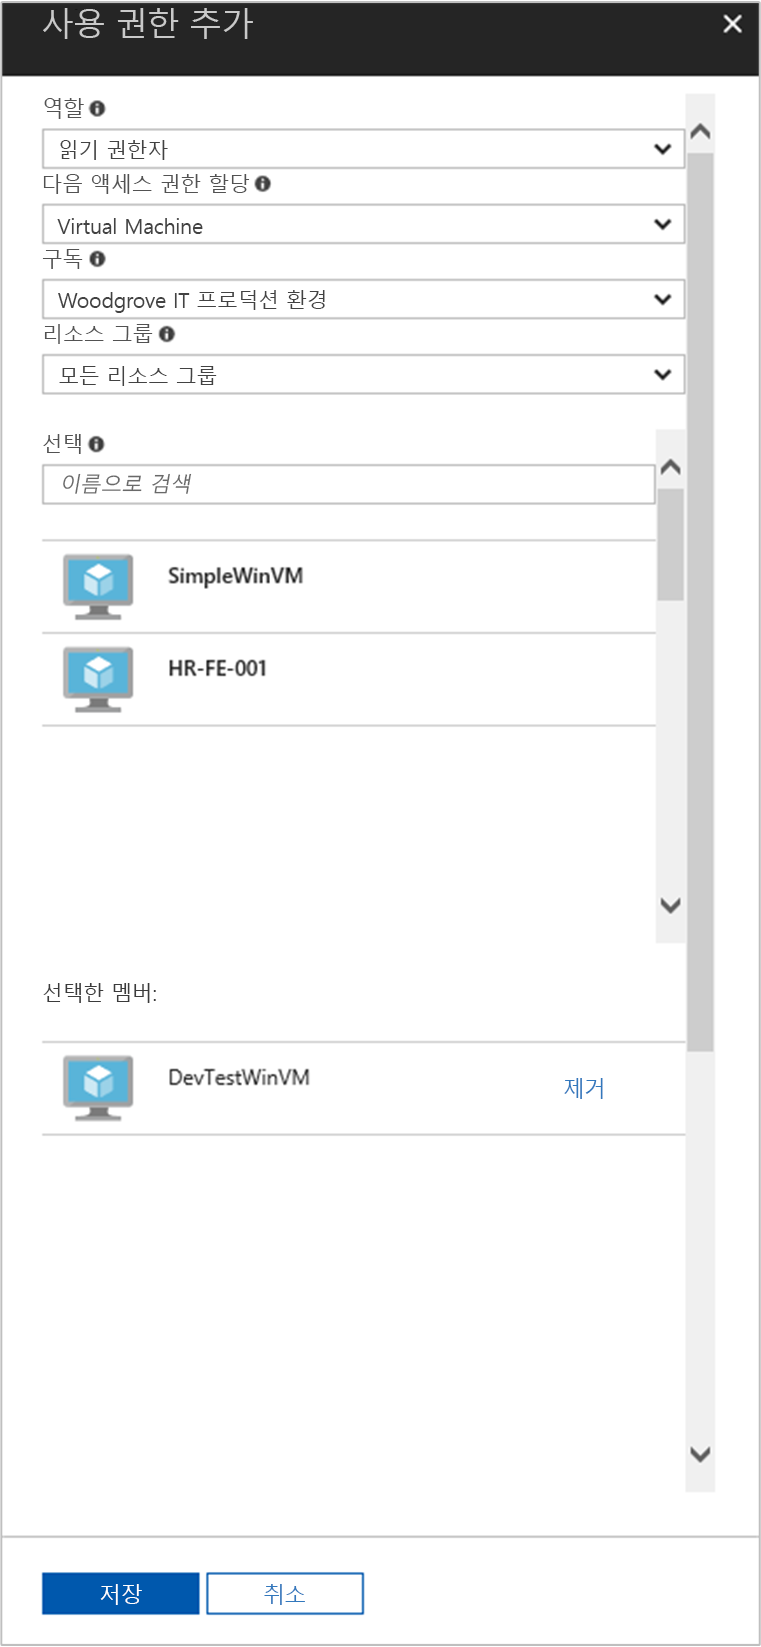 사용 권한 추가
역할
읽기 권한자
다음 액세스 권한 할당
Virtual Machine
구독
Woodgrove IT 프로덕션 환경
리소스 그룹
모든 리소스 그룹
선택
이름으로 검색
SimpleWinVM
HR-FE-001
선택한 멤버:
DevTestWinVM
제거
저장
취소